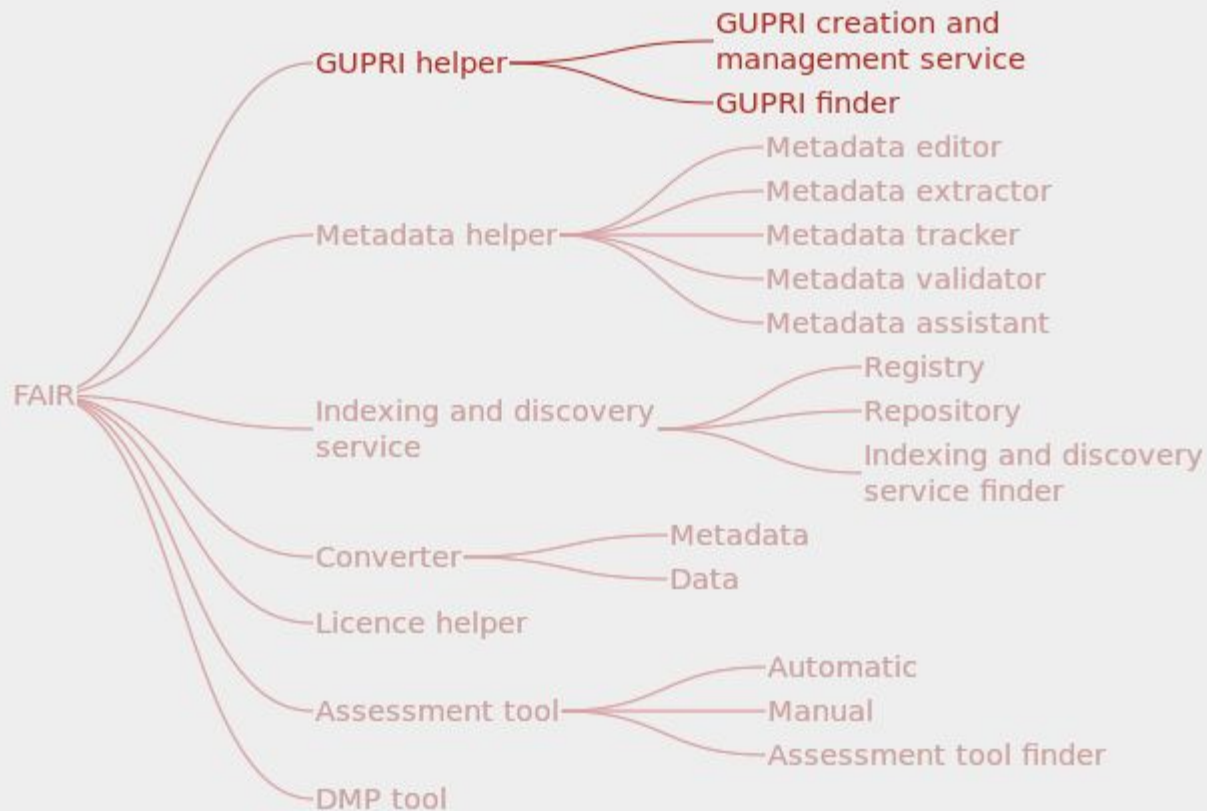 GUPRI creation and
management service
GUPRI helper
GUPRI finder
Metadata editor
Metadata extractor
Metadata helper
Metadata tracker
Metadata validator
Metadata assistant
Registry
FAIR
Indexing and discovery
service
Repository
Indexing and discovery
service finder
Converter
Metadata
Data
Licence helper
Automatic
Assessment tool
Manual
Assessment tool finder
DMP tool